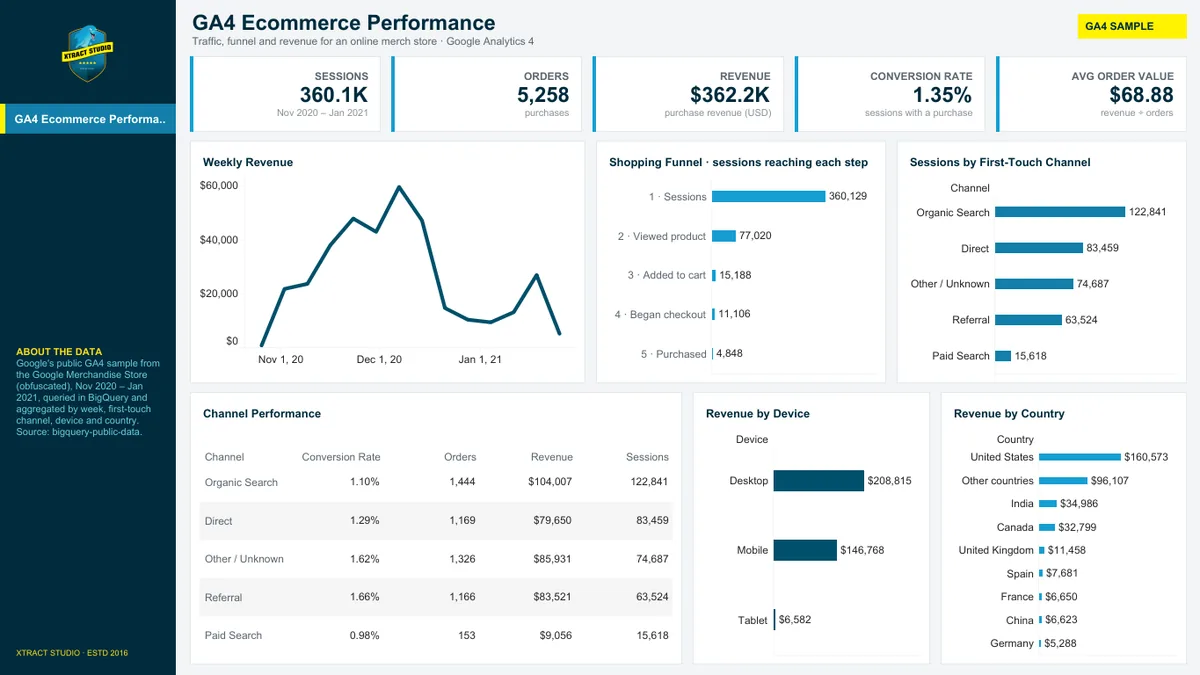 XTRACT STUDIO
GA4 Ecommerce Performa..
ABOUT THE DATA
Google's public GA4 sample from
the Google Merchandise Store
(obfuscated), Nov 2020 – Jan
2021, queried in BigQuery and
aggregated by week, first-touch
channel, device and country.
Source: bigquery-public-data.
XTRACT STUDIO · ESTD 2016
GA4 Ecommerce Performance
Traffic, funnel and revenue for an online merch store · Google Analytics 4
GA4 SAMPLE
SESSIONS
360.1K
Nov 2020 – Jan 2021
ORDERS
5,258
purchases
REVENUE
$362.2K
purchase revenue (USD)
CONVERSION RATE
1.35%
sessions with a purchase
AVG ORDER VALUE
$68.88
revenue ÷ orders
Weekly Revenue
$60,000
$40,000
$20,000
$0
Nov 1, 20 Dec 1, 20 Jan 1, 21
Shopping Funnel · sessions reaching each step
1 · Sessions 360,129
2 · Viewed product 77,020
3 · Added to cart 15,188
4 · Began checkout 11,106
5 · Purchased 4,848
Sessions by First-Touch Channel
Channel
Organic Search 122,841
Direct 83,459
Other / Unknown 74,687
Referral 63,524
Paid Search 15,618
Channel Performance
Channel Conversion Rate Orders Revenue Sessions
Organic Search 1.10% 1,444 $104,007 122,841
Direct 1.29% 1,169 $79,650 83,459
Other / Unknown 1.62% 1,326 $85,931 74,687
Referral 1.66% 1,166 $83,521 63,524
Paid Search 0.98% 153 $9,056 15,618
Revenue by Device
Device
Desktop $208,815
Mobile $146,768
Tablet $6,582
Revenue by Country
Country
United States $160,573
Other countries $96,107
India $34,986
Canada $32,799
United Kingdom $11,458
Spain $7,681
France $6,650
China $6,623
Germany $5,288